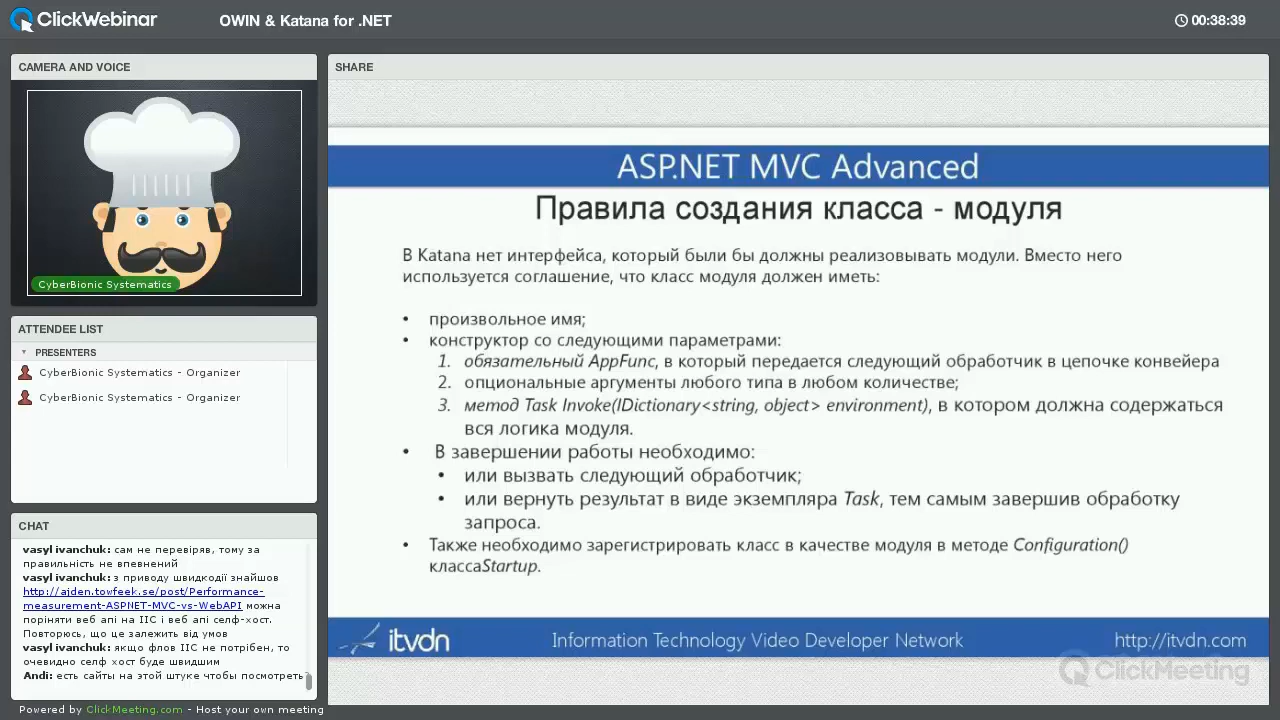 ClickWebinar
OWIN & Katana for .NET
00:38:39
CAMERA AND VOICE
CyberBionic Systematics
ATTENDEE LIST
PRESENTERS
CyberBionic Systematics - Organizer
CyberBionic Systematics - Organizer
CHAT
vasyl ivanchuk: сам не перевіряв, тому за
правильність не впевнений
vasyl ivanchuk: з приводу швидкодії знайшов
http://ajden.towfeek.se/post/Performance-
measurement-ASPNET-MVC-vs-WebAPI можна
поріняти веб апі на ІІС і веб апі селф-хост.
Повторюсь, що це залежить від умов
vasyl ivanchuk: якщо флов ІІС не потрібен, то
очевидно селф хост буде швидшим
Andi: есть сайты на этой штуке чтобы посмотреть?
Powered by ClickMeeting.com - Host your own meeting
SHARE
ASP.NET MVC Advanced
Правила создания класса - модуля
В Katana нет интерфейса, который были бы должны реализовывать модули. Вместо него
используется соглашение, что класс модуля должен иметь:
• произвольное имя;
• конструктор со следующими параметрами:
1. обязательный AppFunc, в который передается следующий обработчик в цепочке конвейера
2. опциональные аргументы любого типа в любом количестве;
3. метод Task Invoke(IDictionary<string, object> environment), в котором должна содержаться
вся логика модуля.
• В завершении работы необходимо:
• или вызвать следующий обработчик;
• или вернуть результат в виде экземпляра Task, тем самым завершив обработку
запроса.
• Также необходимо зарегистрировать класс в качестве модуля в методе Configuration()
классаStartup.
itvdn
Information Technology Video Developer Network
http://itvdn.com
ClickMeeting